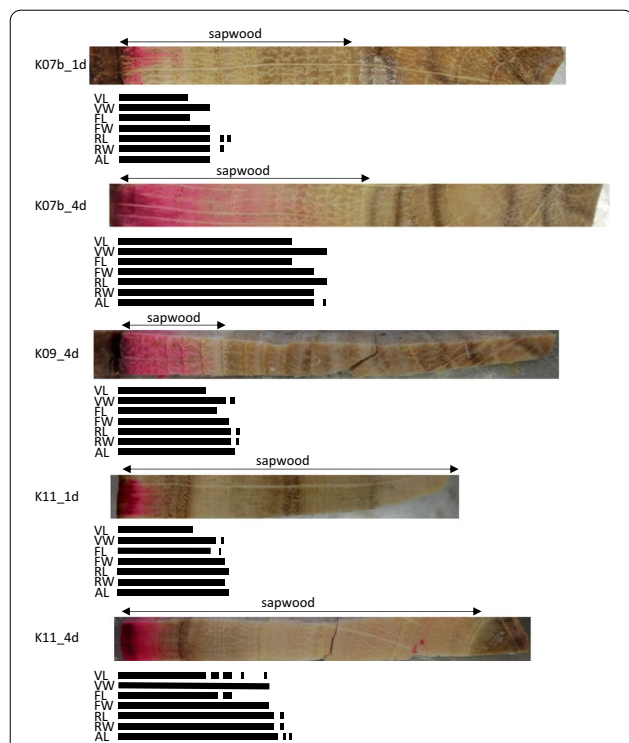 sapwood
K07b_1d
VL
VW
FL
FW
RL
RW
AL
sapwood
K07b_4d
VL
VW
FL
FW
RL
RW
AL
sapwood
K09_4d
VL
VW
FL
FW
RL
RW
AL
sapwood
K11_1d
VL
VW
FL
FW
RL
RW
AL
sapwood
K11_4d
VL
VW
FL
FW
RL
RW
AL